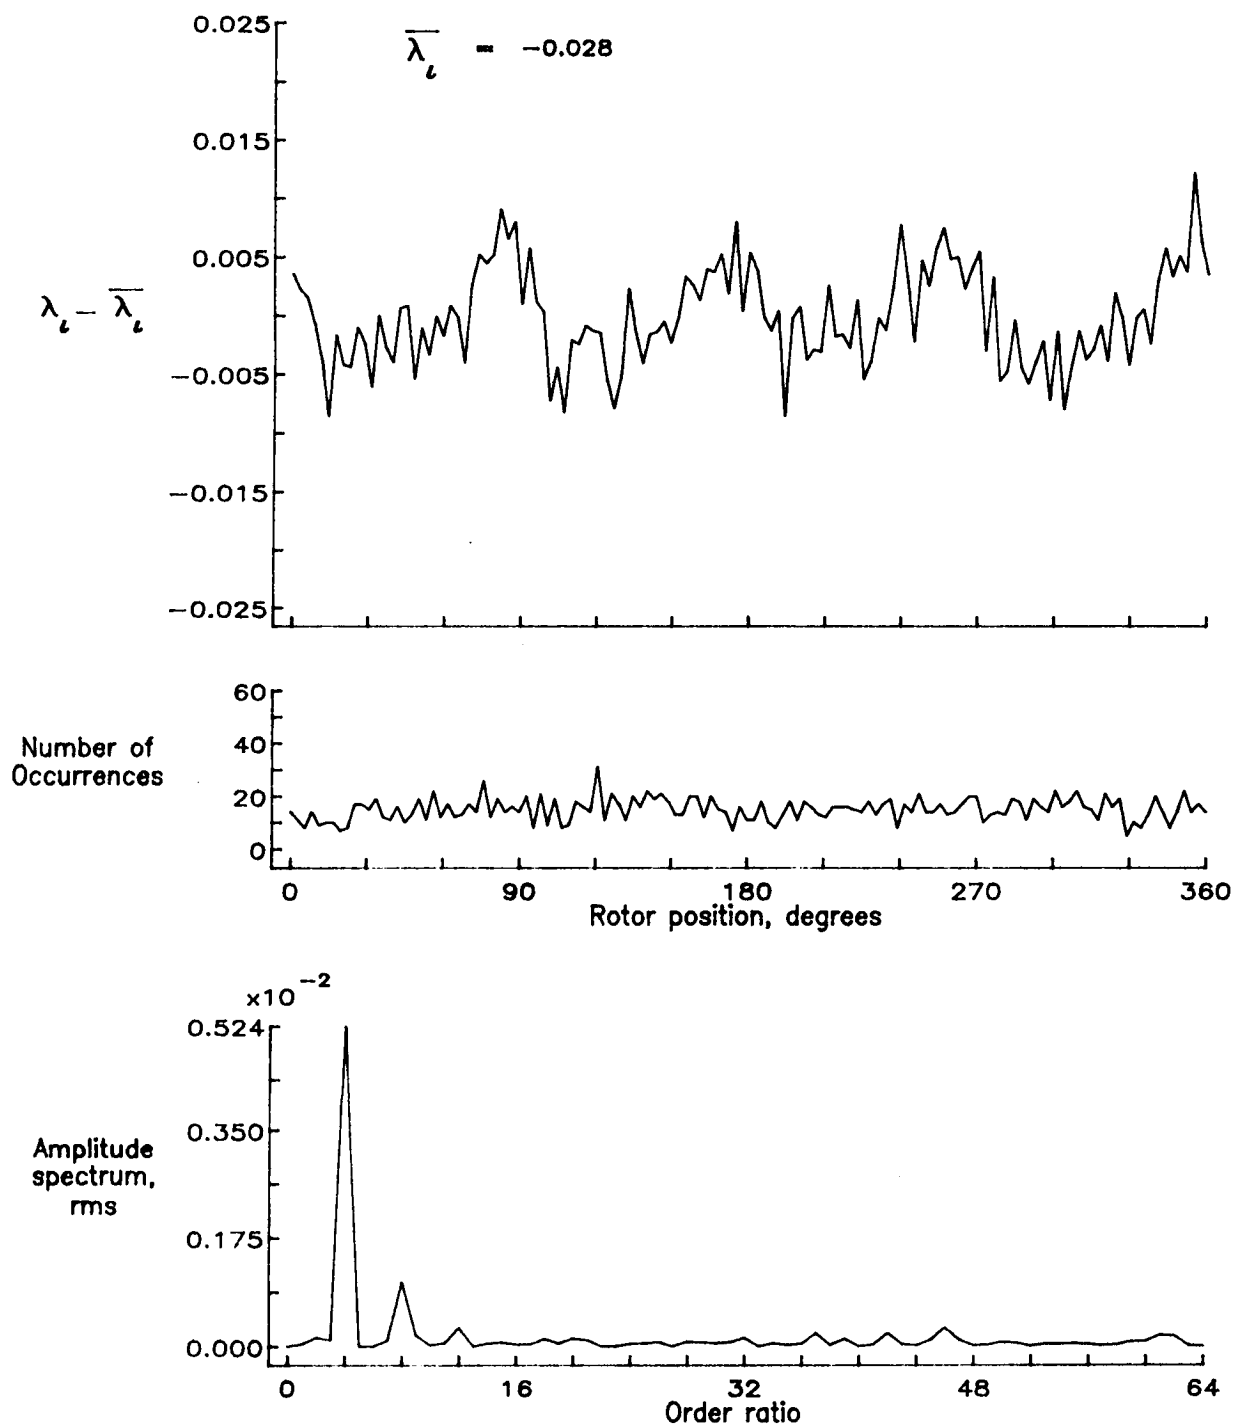 0.025
λ̅ι = −0.028
0.015
0.005
λι − λ̅ι
−0.005
−0.015
−0.025
60
Number of
Occurrences
40
20
0
0 90 180 270 360
Rotor position, degrees
x10 −2
0.524
0.350
Amplitude
spectrum,
rms
0.175
0.000
0 16 32 48 64
Order ratio